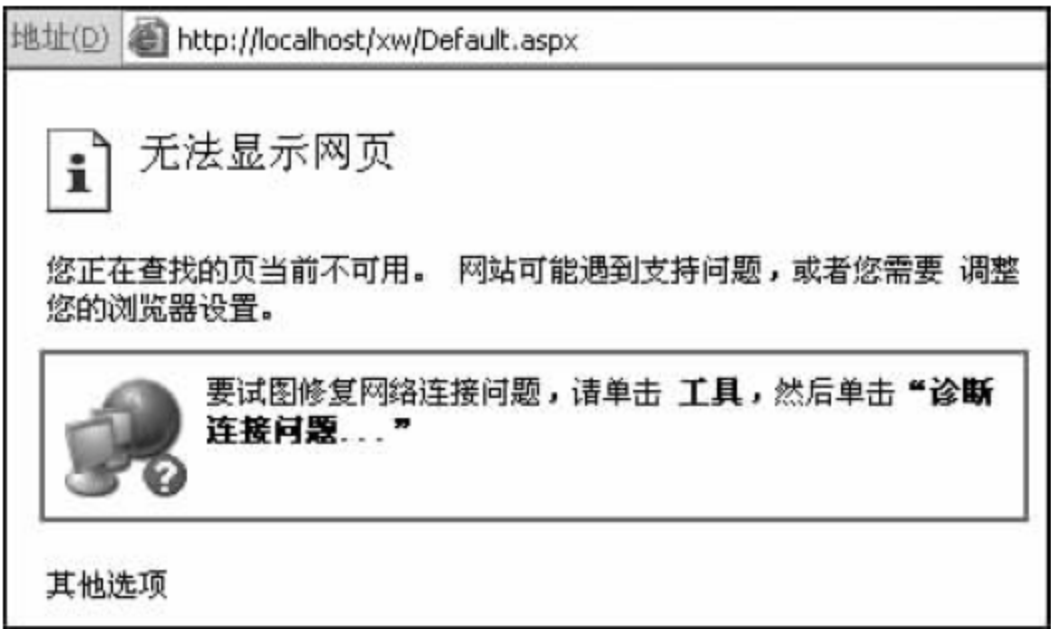 地址(D) http://localhost/xw/Default.aspx
无法显示网页
您正在查找的页当前不可用。 网站可能遇到支持问题，或者您需要 调整
您的浏览器设置。
要试图修复网络连接问题，请单击 工具，然后单击“诊断
连接问题...”
其他选项